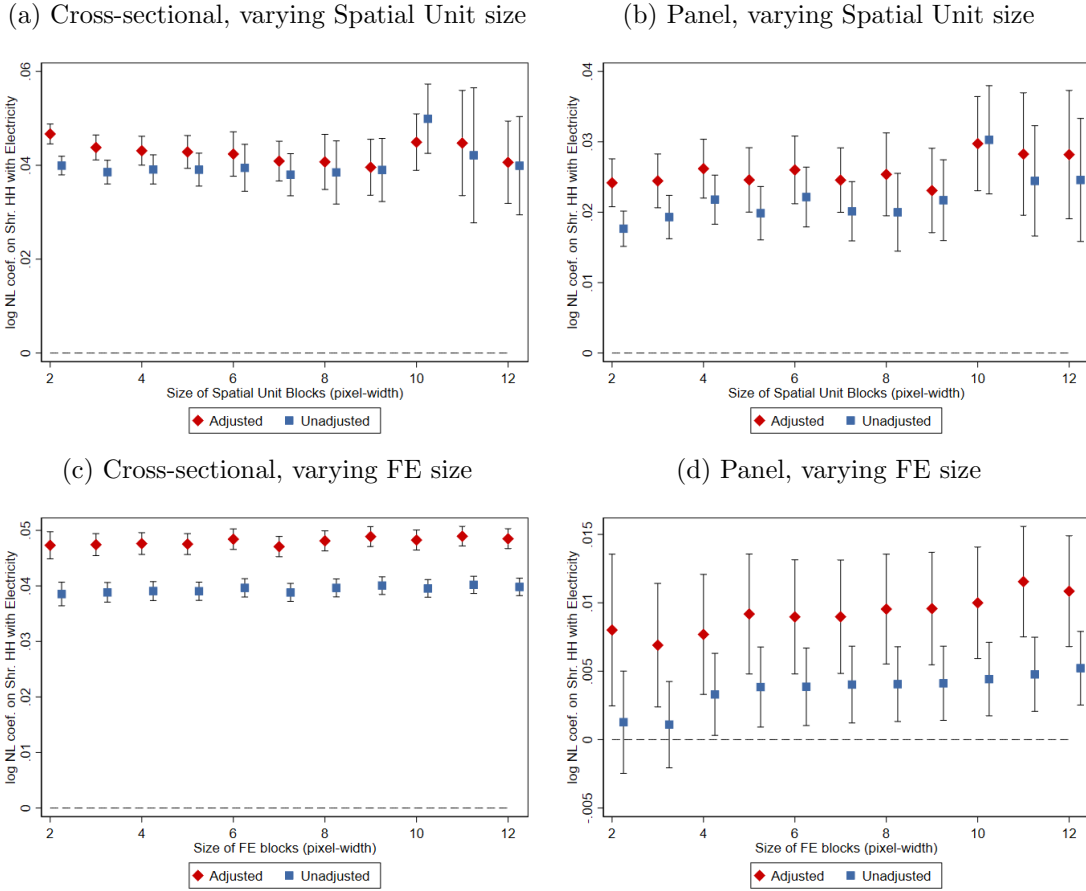 (a) Cross-sectional, varying Spatial Unit size
log NL coef. on Shr. HH with Electricity
.06
.04
.02
0
2 4 6 8 10 12
Size of Spatial Unit Blocks (pixel-width)
Adjusted Unadjusted
(b) Panel, varying Spatial Unit size
log NL coef. on Shr. HH with Electricity
.04
.03
.02
.01
0
2 4 6 8 10 12
Size of Spatial Unit Blocks (pixel-width)
Adjusted Unadjusted
(c) Cross-sectional, varying FE size
log NL coef. on Shr. HH with Electricity
.05
.04
.03
.02
.01
0
2 4 6 8 10 12
Size of FE blocks (pixel-width)
Adjusted Unadjusted
(d) Panel, varying FE size
log NL coef. on Shr. HH with Electricity
.015
.01
.005
0
-.005
2 4 6 8 10 12
Size of FE blocks (pixel-width)
Adjusted Unadjusted